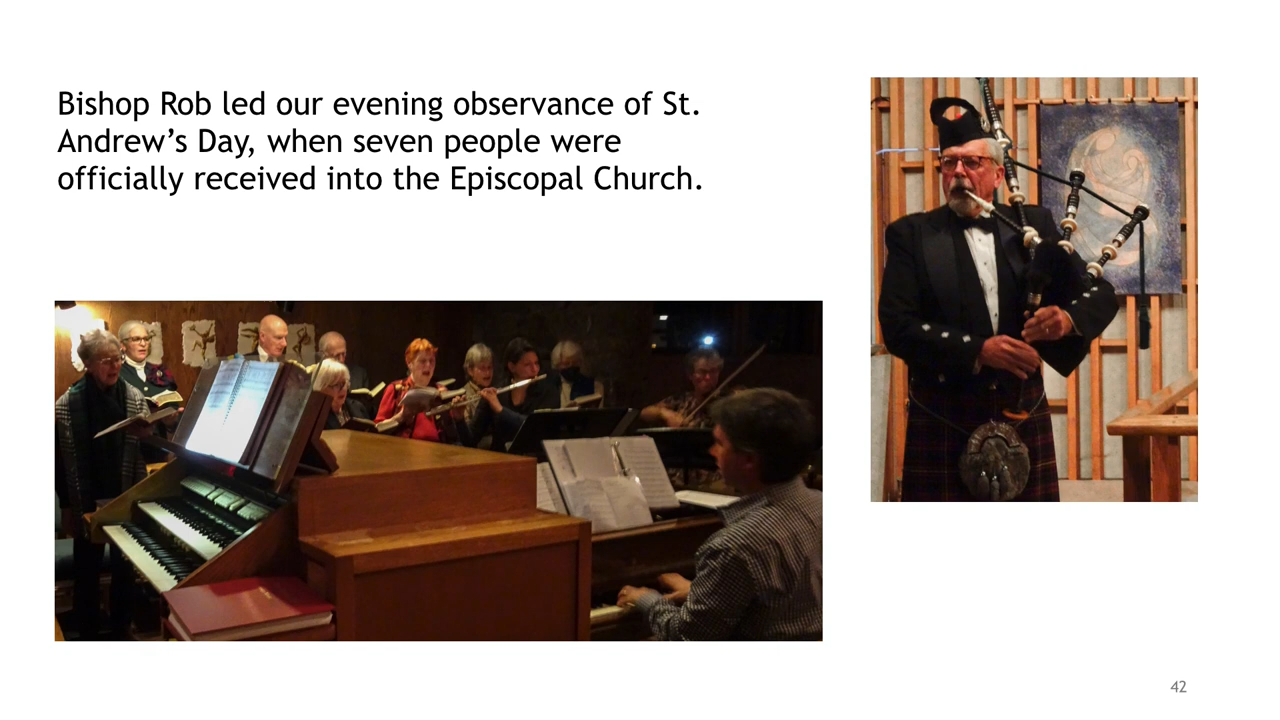 Bishop Rob led our evening observance of St.
Andrew’s Day, when seven people were
officially received into the Episcopal Church.
42